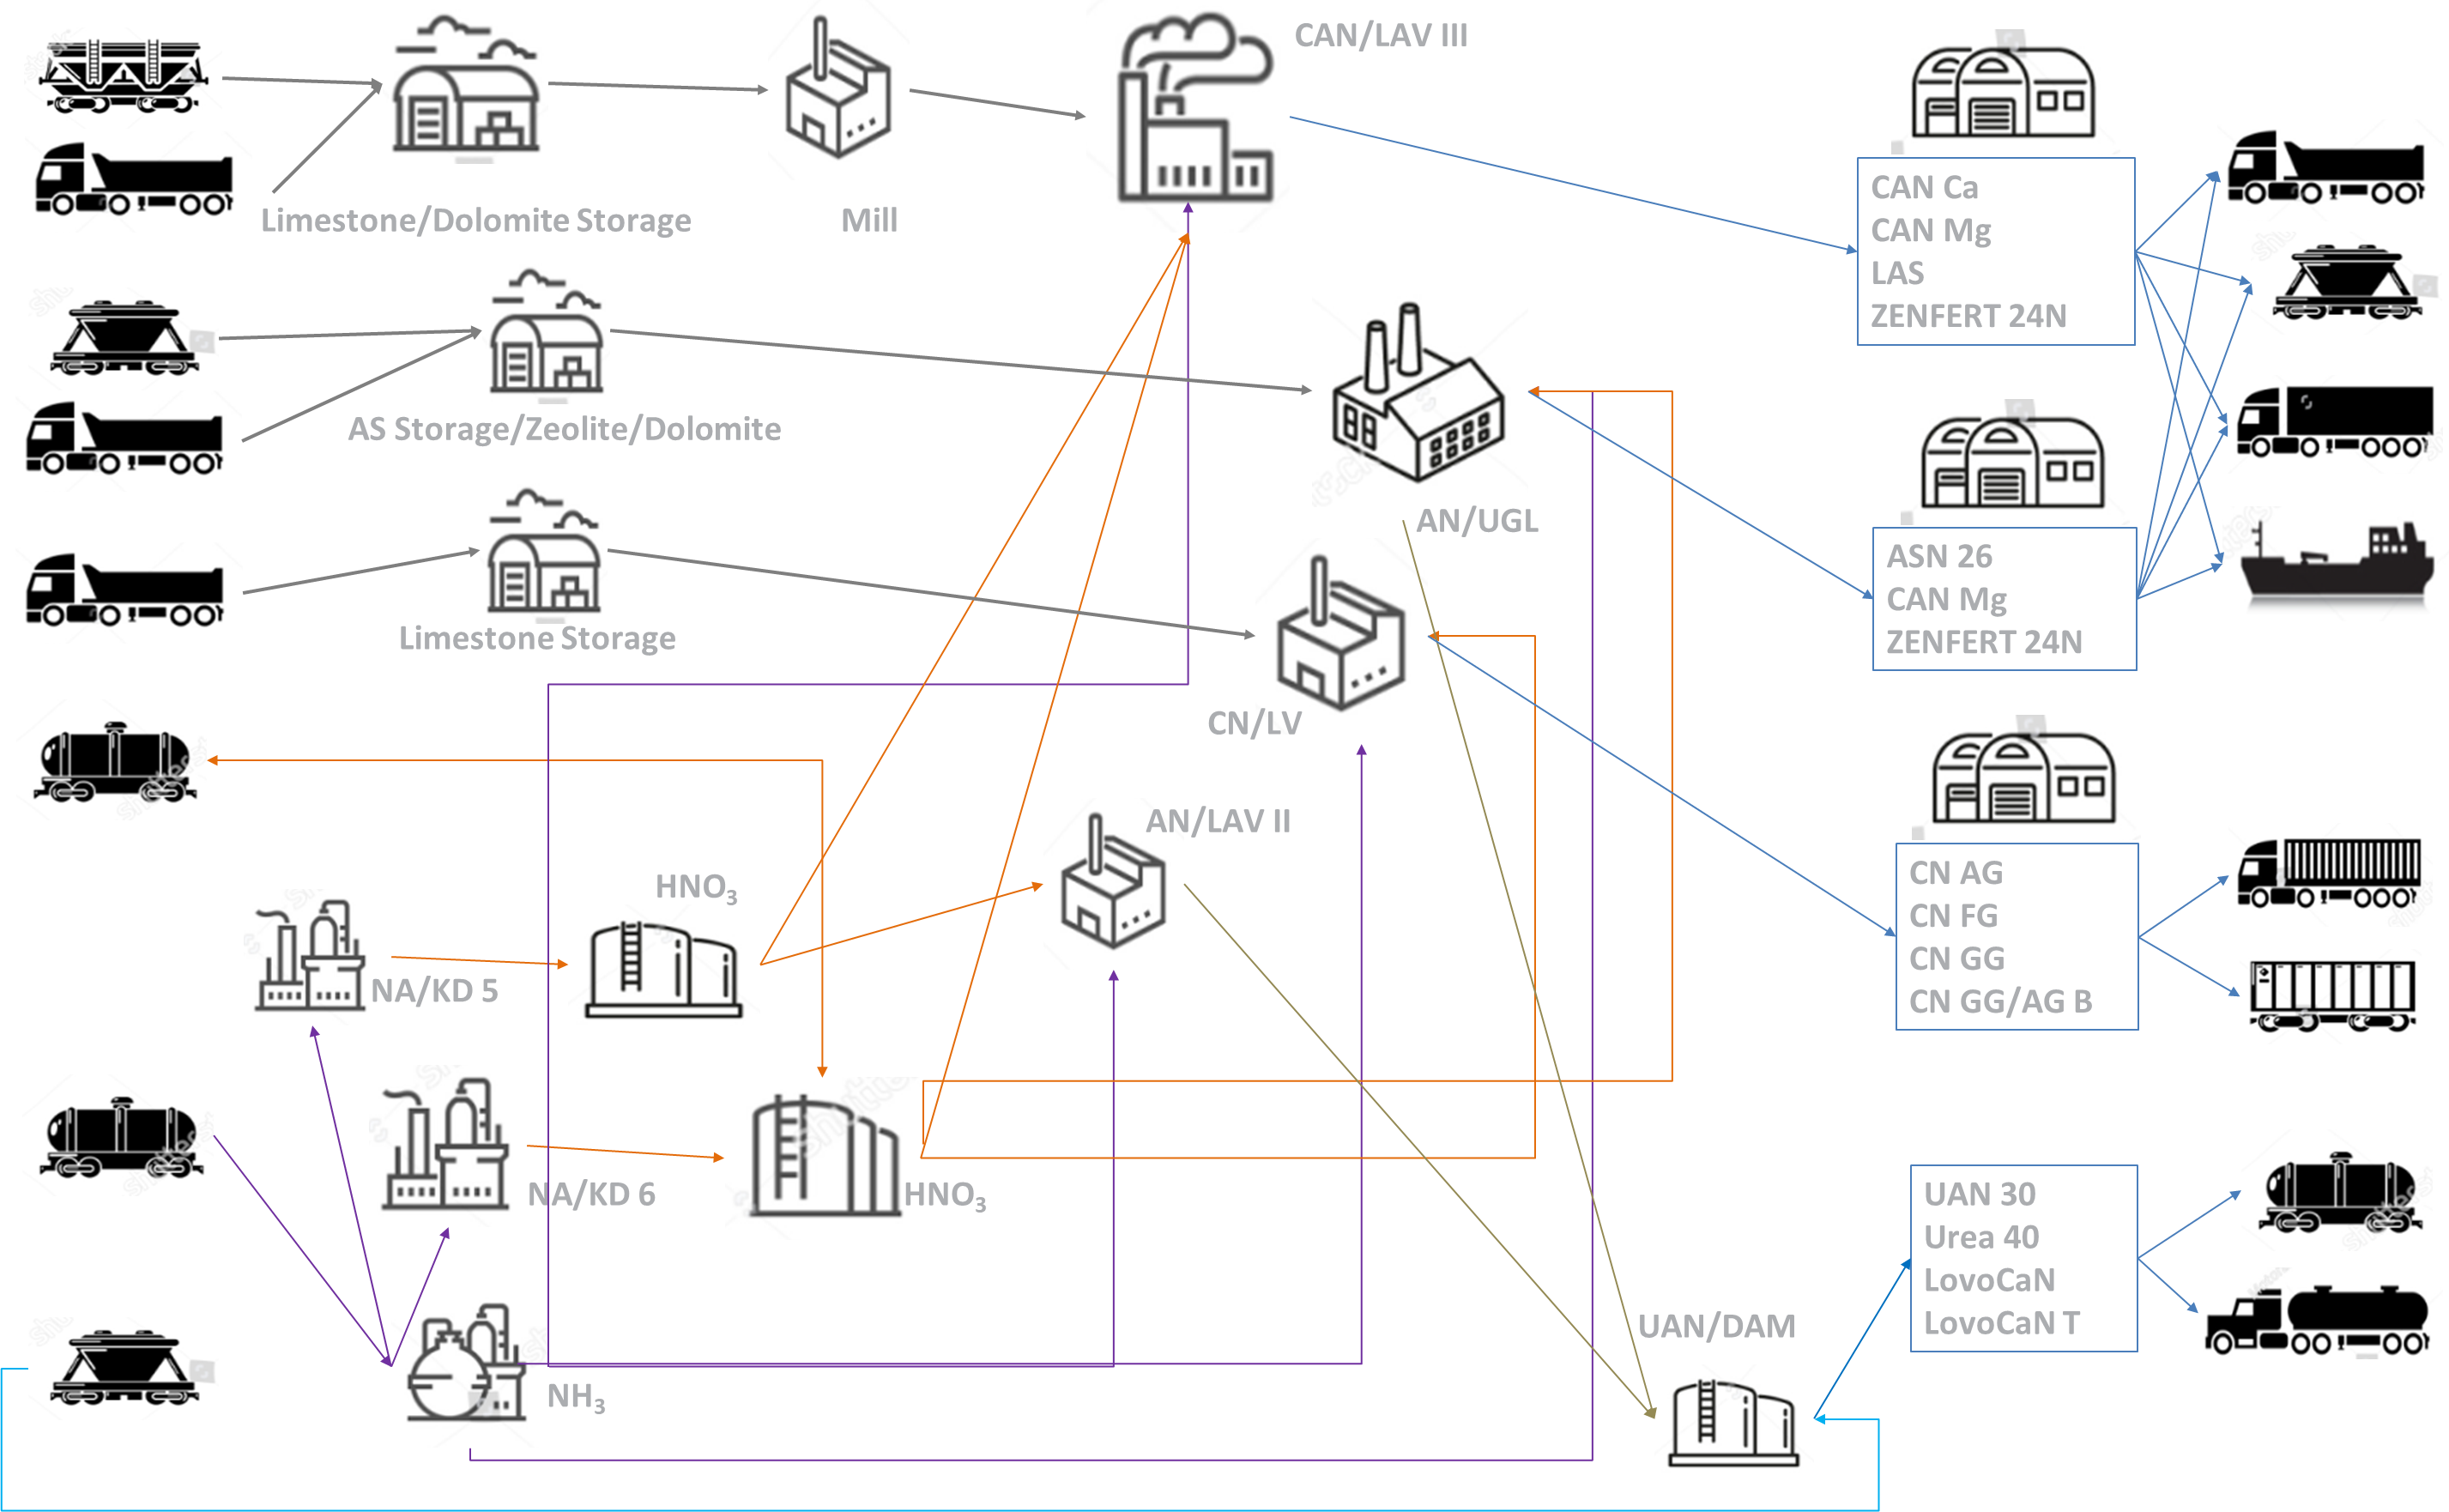 CAN/LAV III
CAN Ca
CAN Mg
LAS
ZENFERT 24N
Limestone/Dolomite Storage
Mill
AS Storage/Zeolite/Dolomite
AN/UGL
ASN 26
CAN Mg
ZENFERT 24N
Limestone Storage
CN/LV
AN/LAV II
HNO₃
CN AG
CN FG
CN GG
CN GG/AG B
NA/KD 5
NA/KD 6
HNO₃
UAN 30
Urea 40
LovoCaN
LovoCaN T
UAN/DAM
NH₃